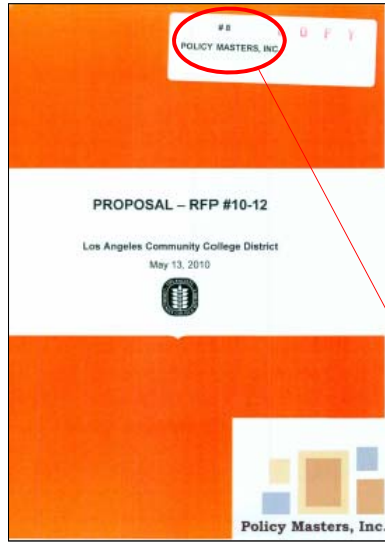 # 8
C O P Y
POLICY MASTERS, INC.
PROPOSAL – RFP #10-12
Los Angeles Community College District
May 13, 2010
Policy Masters, Inc.